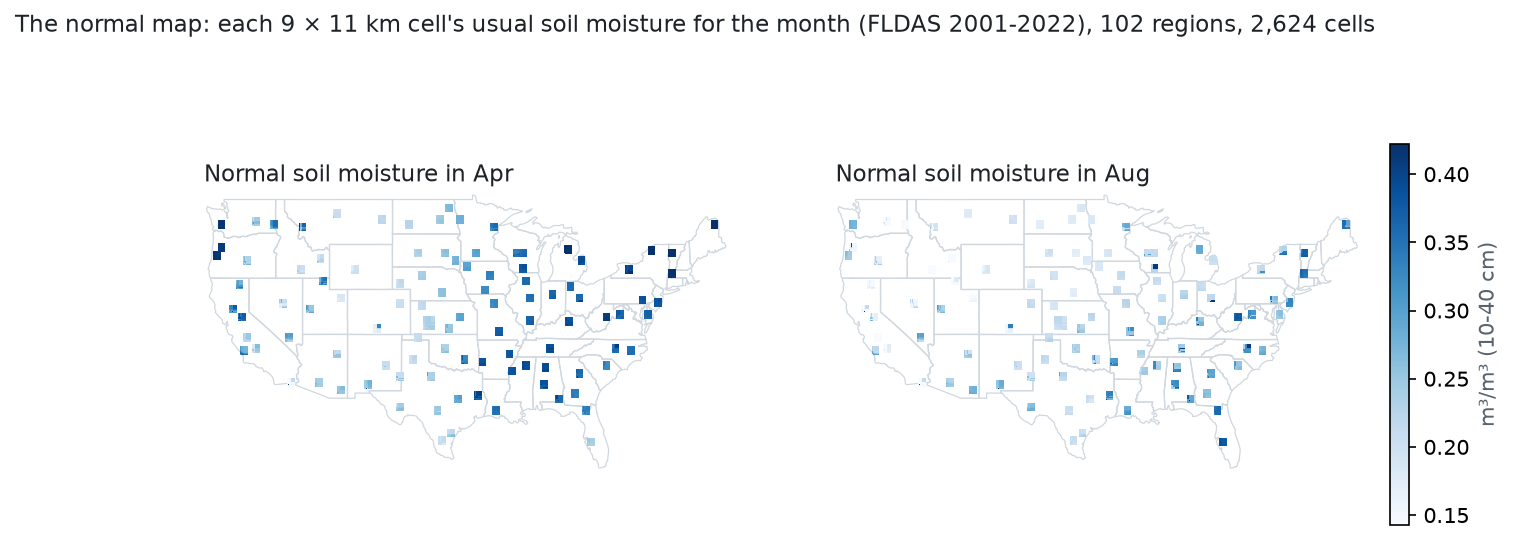 The normal map: each 9 × 11 km cell's usual soil moisture for the month (FLDAS 2001-2022), 102 regions, 2,624 cells
Normal soil moisture in Apr
Normal soil moisture in Aug
0.40
0.35
0.30
0.25
0.20
0.15
m³/m³ (10-40 cm)